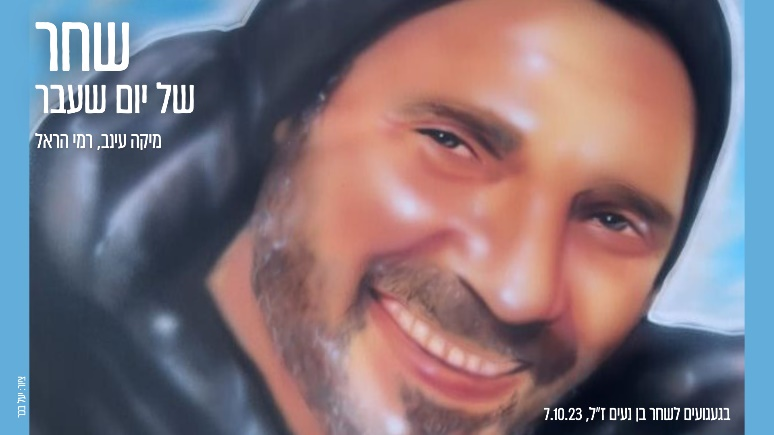 שחר
של יום שעבר
מיקה עינב, רמי הראל
בגעגועים לשחר בן נעים ז"ל, 7.10.23